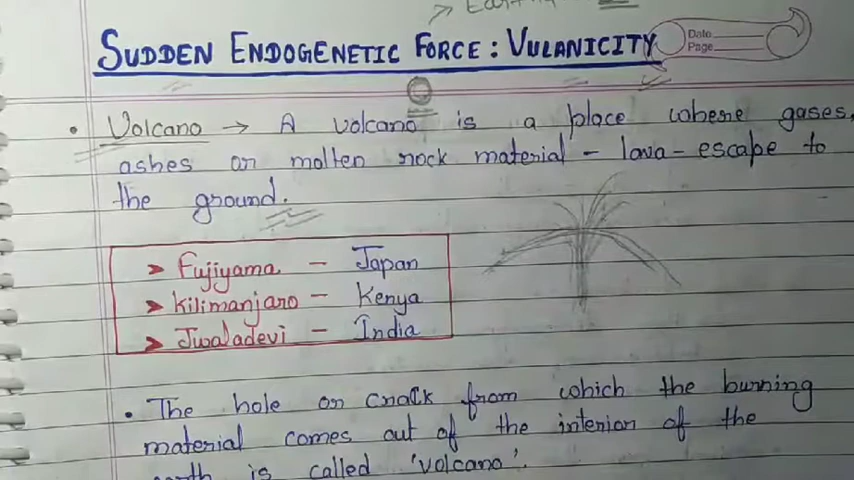 SUDDEN ENDOGENETIC FORCE : VULANICITY
Date
Page
• Volcano → A volcano is a place where gases,
ashes or molten rock material - lava - escape to
the ground.
➤ Fujiyama - Japan
➤ Kilimanjaro - Kenya
➤ Jwaladevi - India
• The hole or crack from which the burning
material comes out of the interior of the
earth is called 'volcano'.